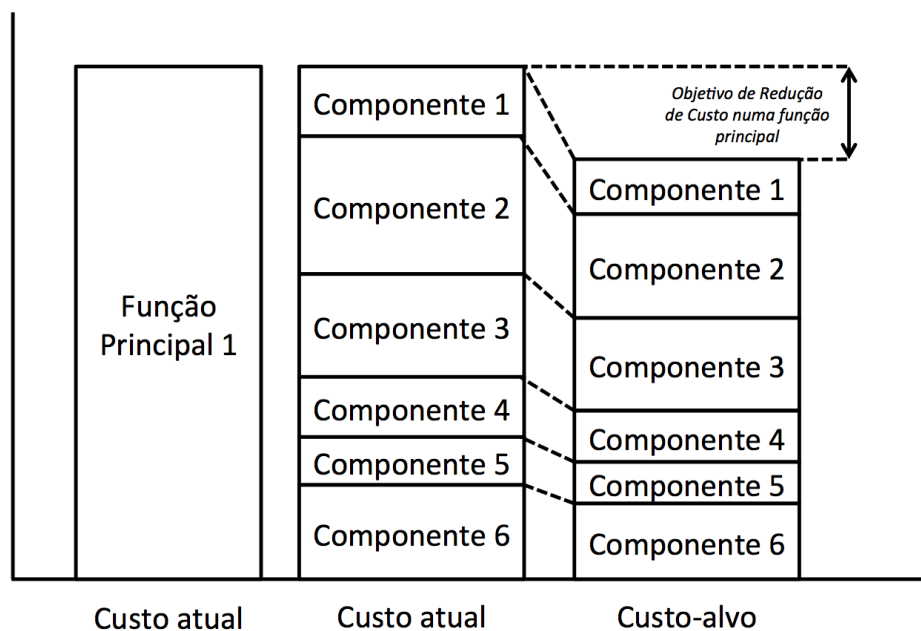 Função
Principal 1
Componente 1
Componente 2
Componente 3
Componente 4
Componente 5
Componente 6
Objetivo de Redução
de Custo numa função
principal
Componente 1
Componente 2
Componente 3
Componente 4
Componente 5
Componente 6
Custo atual
Custo atual
Custo-alvo